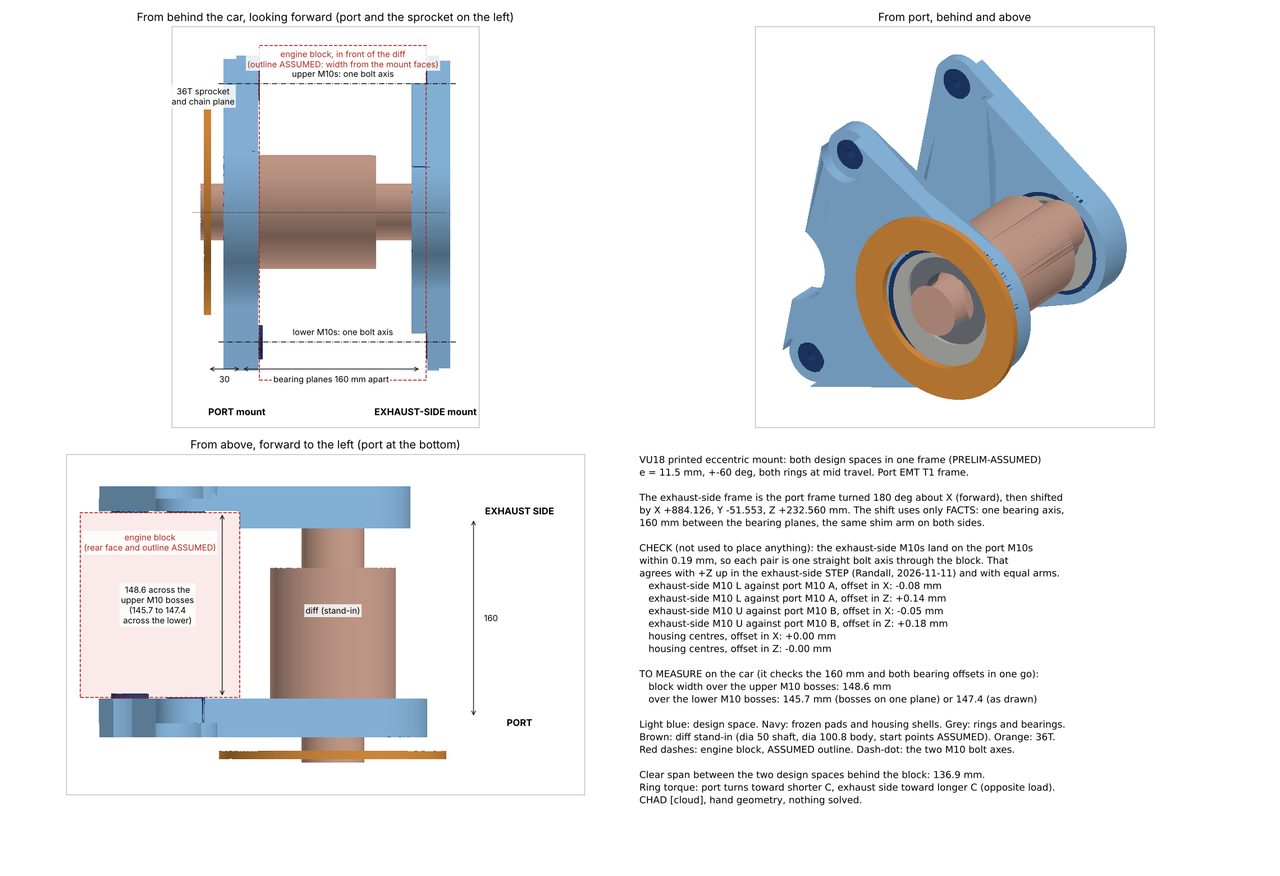 From behind the car, looking forward (port and the sprocket on the left)
engine block, in front of the diff
(outline ASSUMED: width from the mount faces)
upper M10s: one bolt axis
36T sprocket
and chain plane
lower M10s: one bolt axis
30
bearing planes 160 mm apart
PORT mount
EXHAUST-SIDE mount
From port, behind and above
From above, forward to the left (port at the bottom)
EXHAUST SIDE
engine block
(rear face and outline ASSUMED)
148.6 across the
upper M10 bosses
(145.7 to 147.4
across the lower)
diff (stand-in)
160
PORT
VU18 printed eccentric mount: both design spaces in one frame (PRELIM-ASSUMED)
e = 11.5 mm, +-60 deg, both rings at mid travel. Port EMT T1 frame.
The exhaust-side frame is the port frame turned 180 deg about X (forward), then shifted
by X +884.126, Y -51.553, Z +232.560 mm. The shift uses only FACTS: one bearing axis,
160 mm between the bearing planes, the same shim arm on both sides.
CHECK (not used to place anything): the exhaust-side M10s land on the port M10s
within 0.19 mm, so each pair is one straight bolt axis through the block. That
agrees with +Z up in the exhaust-side STEP (Randall, 2026-11-11) and with equal arms.
exhaust-side M10 L against port M10 A, offset in X: -0.08 mm
exhaust-side M10 L against port M10 A, offset in Z: +0.14 mm
exhaust-side M10 U against port M10 B, offset in X: -0.05 mm
exhaust-side M10 U against port M10 B, offset in Z: +0.18 mm
housing centres, offset in X: +0.00 mm
housing centres, offset in Z: -0.00 mm
TO MEASURE on the car (it checks the 160 mm and both bearing offsets in one go):
block width over the upper M10 bosses: 148.6 mm
over the lower M10 bosses: 145.7 mm (bosses on one plane) or 147.4 (as drawn)
Light blue: design space. Navy: frozen pads and housing shells. Grey: rings and bearings.
Brown: diff stand-in (dia 50 shaft, dia 100.8 body, start points ASSUMED). Orange: 36T.
Red dashes: engine block, ASSUMED outline. Dash-dot: the two M10 bolt axes.
Clear span between the two design spaces behind the block: 136.9 mm.
Ring torque: port turns toward shorter C, exhaust side toward longer C (opposite load).
CHAD [cloud], hand geometry, nothing solved.